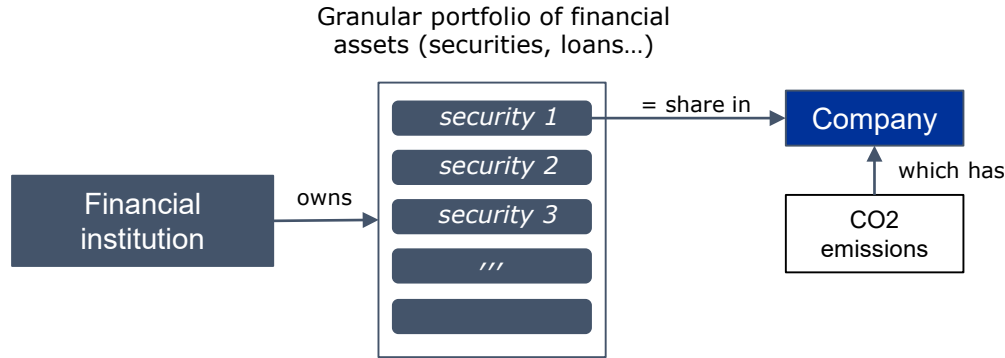 Granular portfolio of financial
assets (securities, loans…)
security 1
= share in
Company
security 2
which has
owns
Financial
institution
security 3
CO2
emissions
,,,